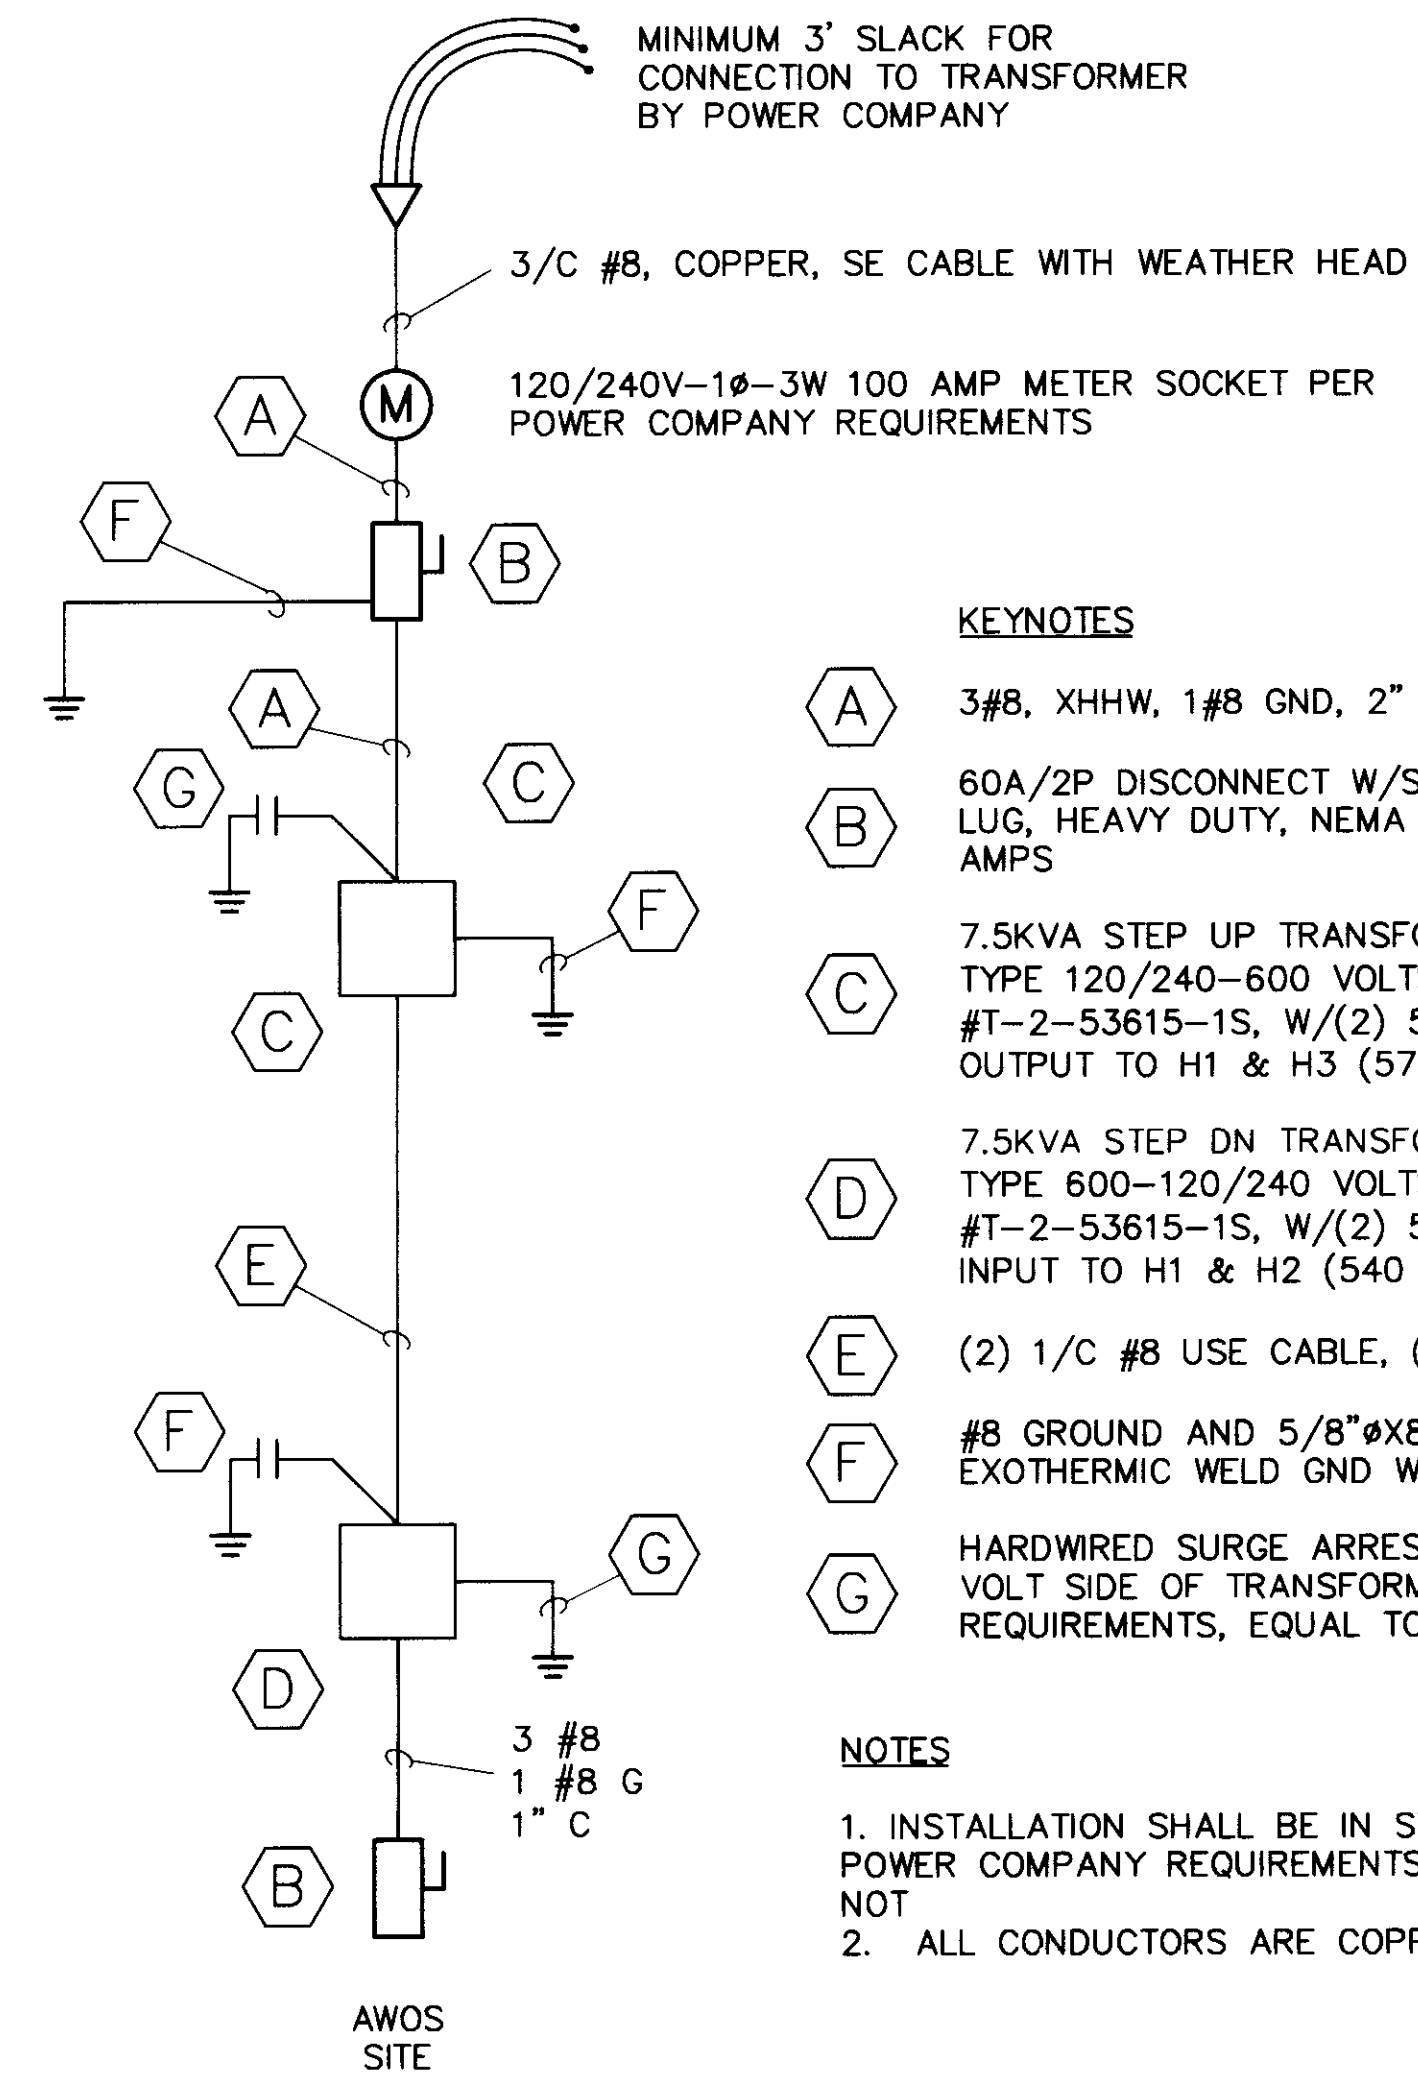 MINIMUM 3' SLACK FOR
CONNECTION TO TRANSFORMER
BY POWER COMPANY
3/C #8, COPPER, SE CABLE WITH WEATHER HEAD
120/240V-1ø-3W 100 AMP METER SOCKET PER
POWER COMPANY REQUIREMENTS
A
M
F
B
A
G
C
F
C
E
F
G
D
3 #8
1 #8 G
1" C
B
AWOS
SITE
KEYNOTES
A
3#8, XHHW, 1#8 GND, 2"
B
60A/2P DISCONNECT W/S
LUG, HEAVY DUTY, NEMA
AMPS
C
7.5KVA STEP UP TRANSF
TYPE 120/240-600 VOLT
#T-2-53615-1S, W/(2) 5
OUTPUT TO H1 & H3 (57
D
7.5KVA STEP DN TRANSF
TYPE 600-120/240 VOLT
#T-2-53615-1S, W/(2) 5
INPUT TO H1 & H2 (540
E
(2) 1/C #8 USE CABLE, (
F
#8 GROUND AND 5/8"øX8
EXOTHERMIC WELD GND W
G
HARDWIRED SURGE ARRES
VOLT SIDE OF TRANSFORM
REQUIREMENTS, EQUAL TO
NOTES
1. INSTALLATION SHALL BE IN S
POWER COMPANY REQUIREMENTS
NOT
2. ALL CONDUCTORS ARE COPP